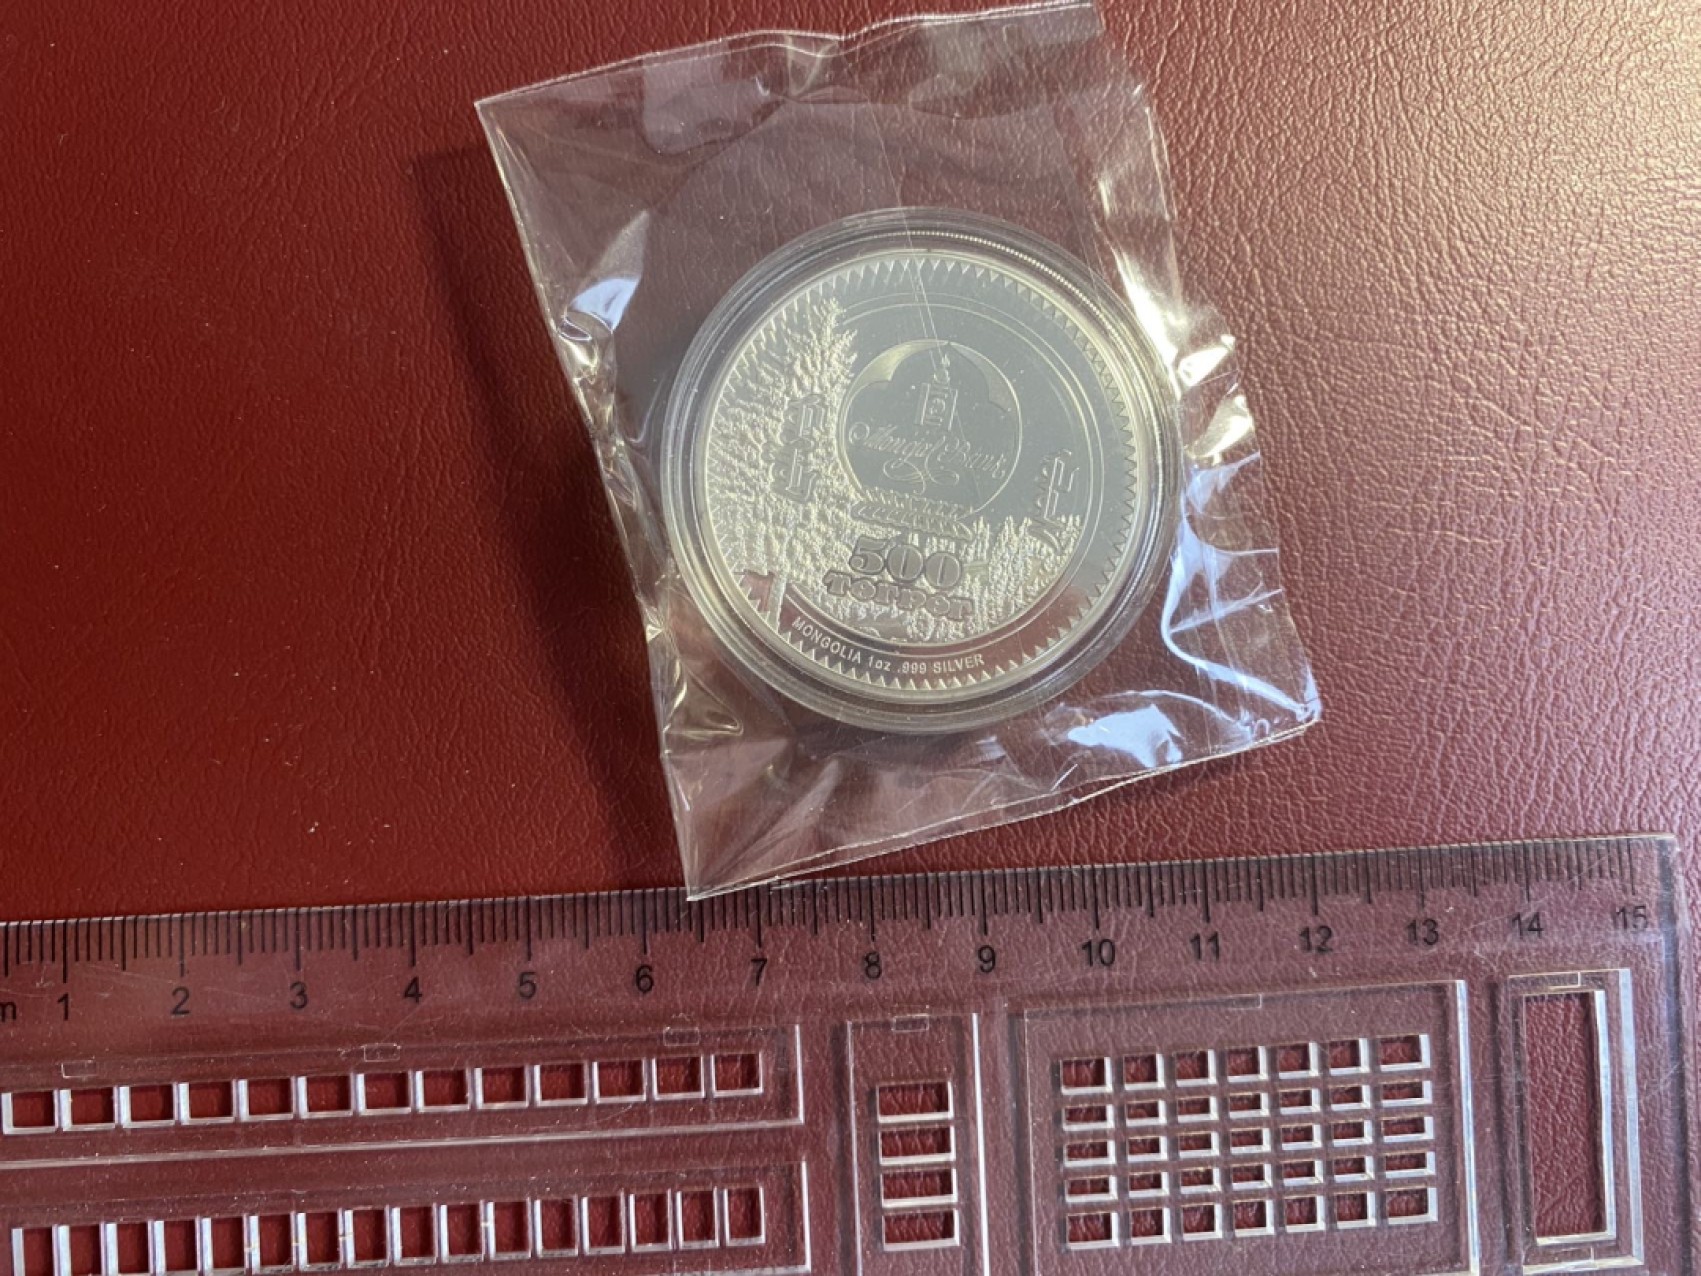 Mongol Bank
500
ТӨГРӨГ
MONGOLIA 1oz .999 SILVER
1 2 3 4 5 6 7 8 9 10 11 12 13 14 15